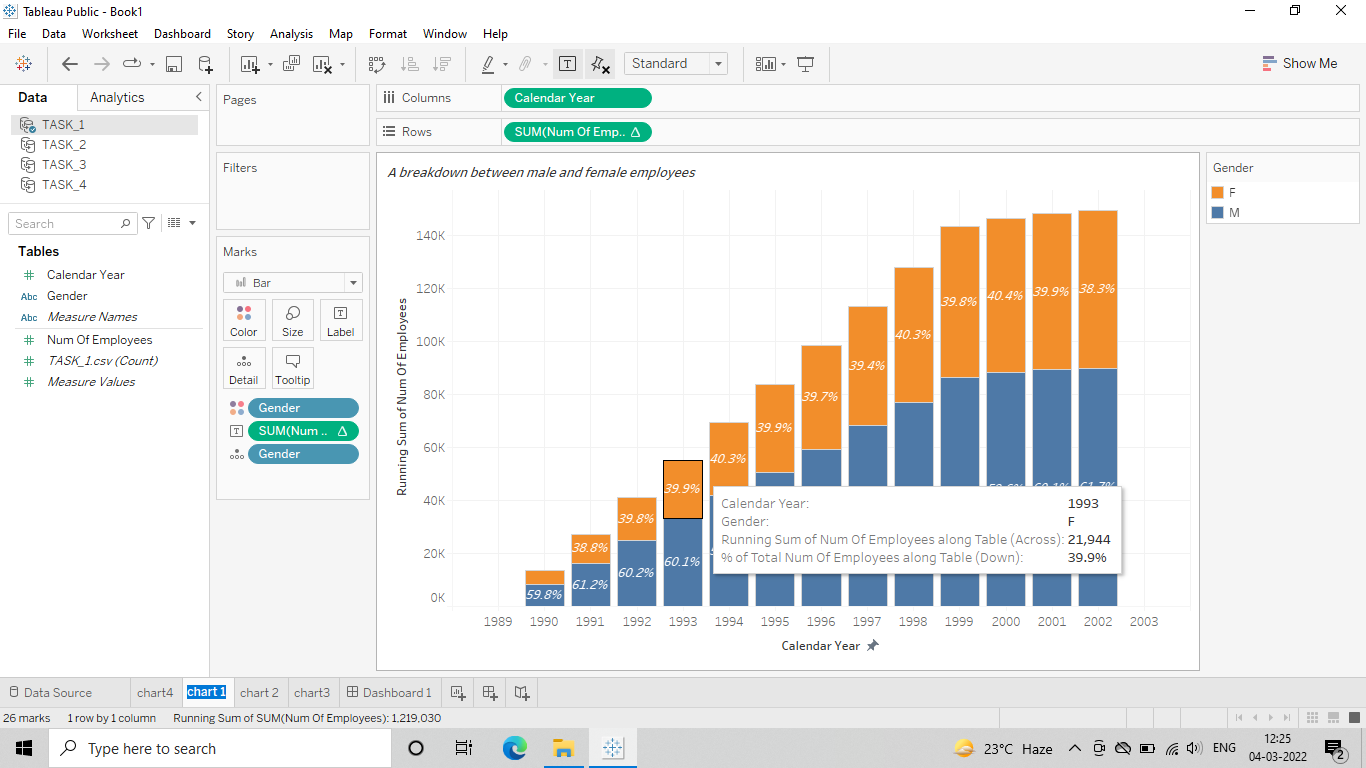 Tableau Public - Book1
File Data Worksheet Dashboard Story Analysis Map Format Window Help
Standard
Show Me
Data Analytics
TASK_1
TASK_2
TASK_3
TASK_4
Search
Tables
Calendar Year
Gender
Measure Names
Num Of Employees
TASK_1.csv (Count)
Measure Values
Pages
Filters
Marks
Bar
Color Size Label
Detail Tooltip
Gender
SUM(Num ..
Gender
Columns Calendar Year
Rows SUM(Num Of Emp..
A breakdown between male and female employees
Running Sum of Num Of Employees
140K
120K
100K
80K
60K
40K
20K
0K
59.8%
38.8%
61.2%
39.8%
60.2%
39.9%
60.1%
40.3%
39.9%
39.7%
39.4%
40.3%
39.8%
40.4%
39.9%
38.3%
Calendar Year: 1993
Gender: F
Running Sum of Num Of Employees along Table (Across): 21,944
% of Total Num Of Employees along Table (Down): 39.9%
1989 1990 1991 1992 1993 1994 1995 1996 1997 1998 1999 2000 2001 2002 2003
Calendar Year
Gender
F
M
Data Source chart4 chart 1 chart 2 chart3 Dashboard 1
26 marks 1 row by 1 column Running Sum of SUM(Num Of Employees): 1,219,030
Type here to search
23°C Haze
ENG
12:25
04-03-2022
2